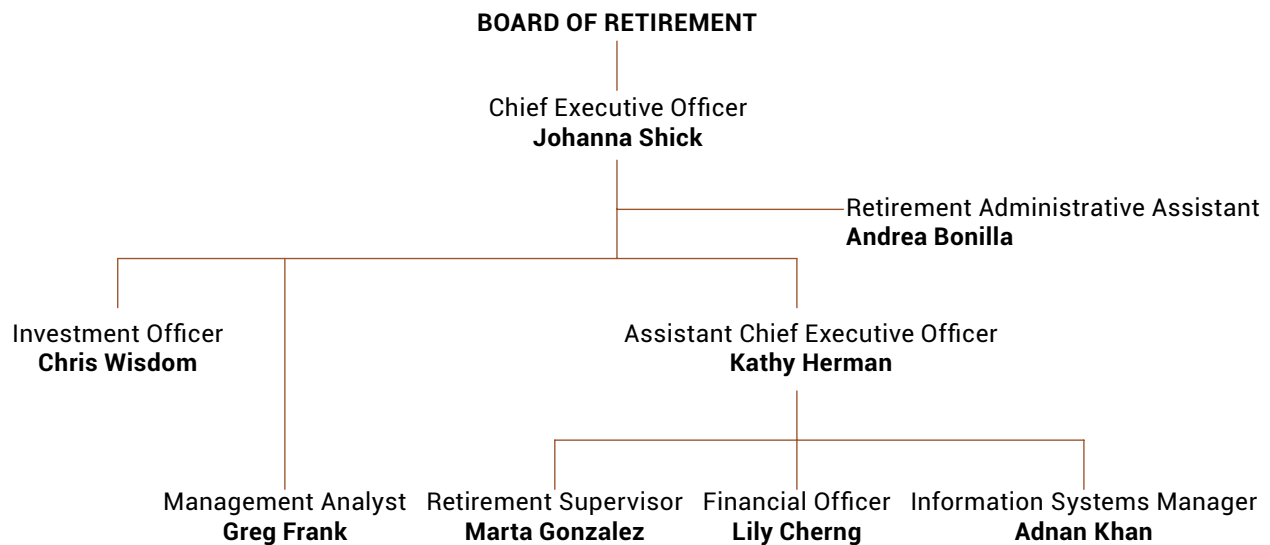 BOARD OF RETIREMENT
Chief Executive Officer
Johanna Shick
Retirement Administrative Assistant
Andrea Bonilla
Investment Officer
Chris Wisdom
Assistant Chief Executive Officer
Kathy Herman
Management Analyst
Greg Frank
Retirement Supervisor
Marta Gonzalez
Financial Officer
Lily Cherng
Information Systems Manager
Adnan Khan